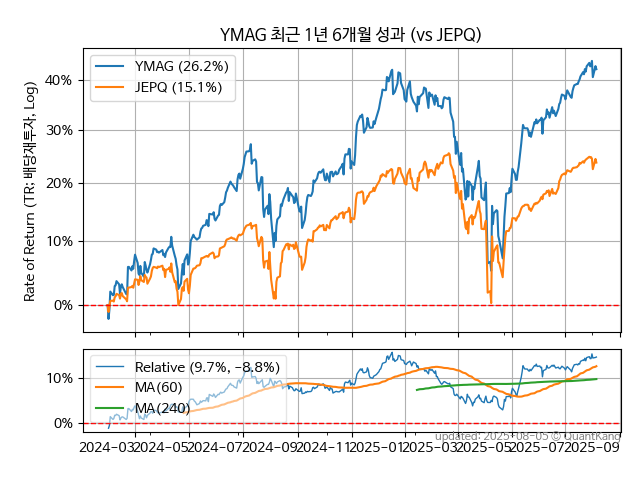 YMAG 최근 1년 6개월 성과 (vs JEPQ)
Rate of Return (TR: 배당재투자, Log)
40%
30%
20%
10%
0%
YMAG (26.2%)
JEPQ (15.1%)
10%
0%
Relative (9.7%, -8.8%)
MA(60)
MA(240)
2024-03 2024-05 2024-07 2024-09 2024-11 2025-01 2025-03 2025-05 2025-07 2025-09
updated: 2025-08-05 © QuantKang